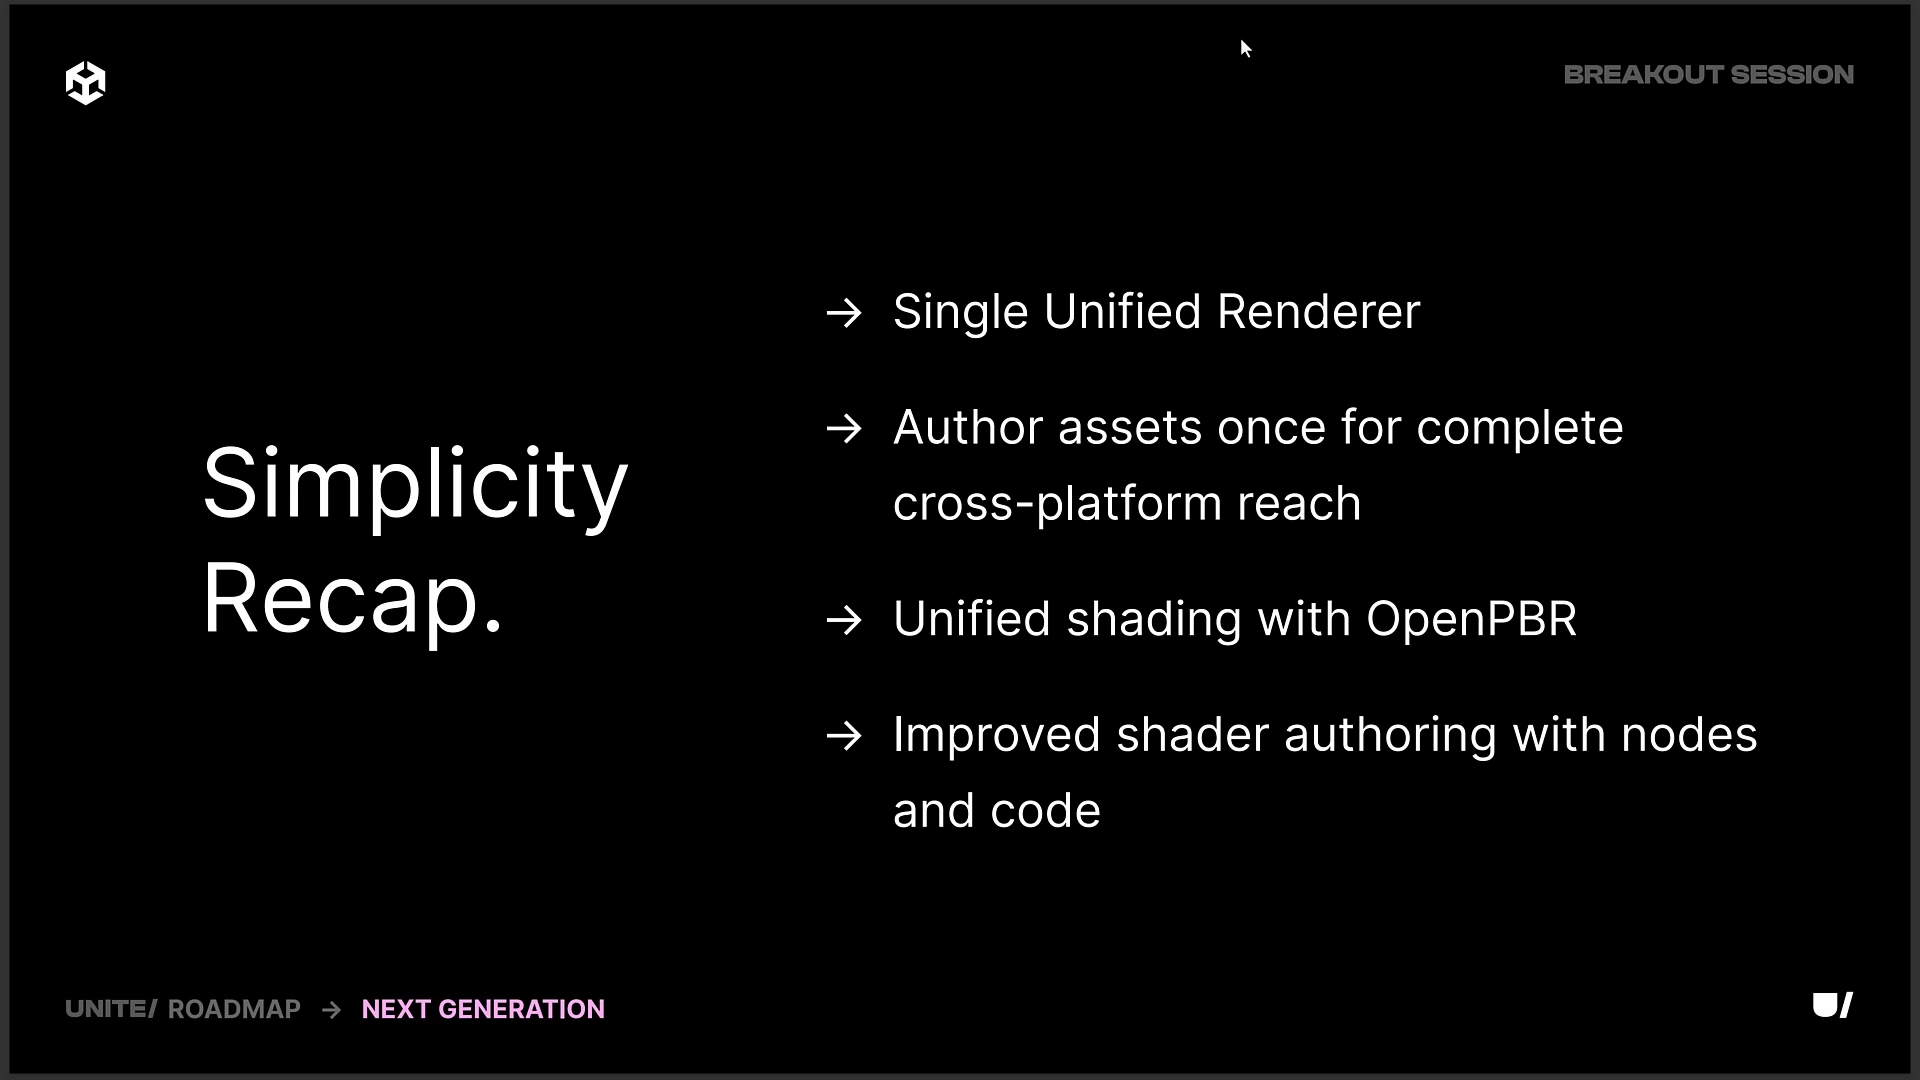 BREAKOUT SESSION
Simplicity
Recap.
→ Single Unified Renderer
→ Author assets once for complete
cross-platform reach
→ Unified shading with OpenPBR
→ Improved shader authoring with nodes
and code
UNITE/ ROADMAP → NEXT GENERATION
U/